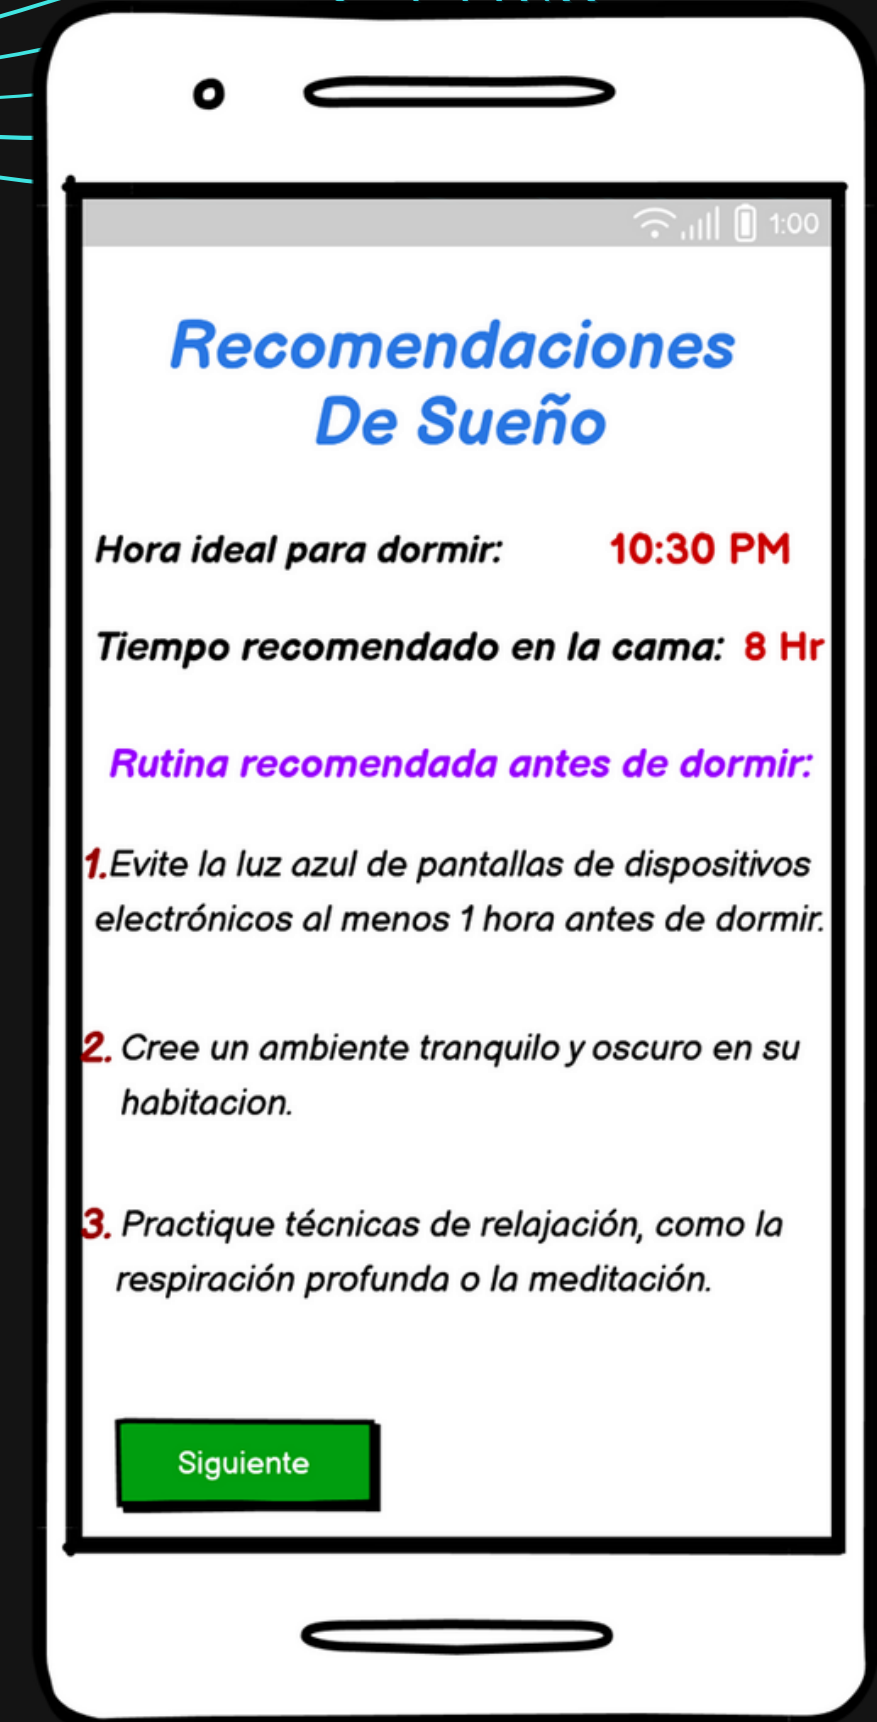 1:00
Recomendaciones
De Sueño
Hora ideal para dormir: 10:30 PM
Tiempo recomendado en la cama: 8 Hr
Rutina recomendada antes de dormir:
1.Evite la luz azul de pantallas de dispositivos
electrónicos al menos 1 hora antes de dormir.
2. Cree un ambiente tranquilo y oscuro en su
habitacion.
3. Practique técnicas de relajación, como la
respiración profunda o la meditación.
Siguiente